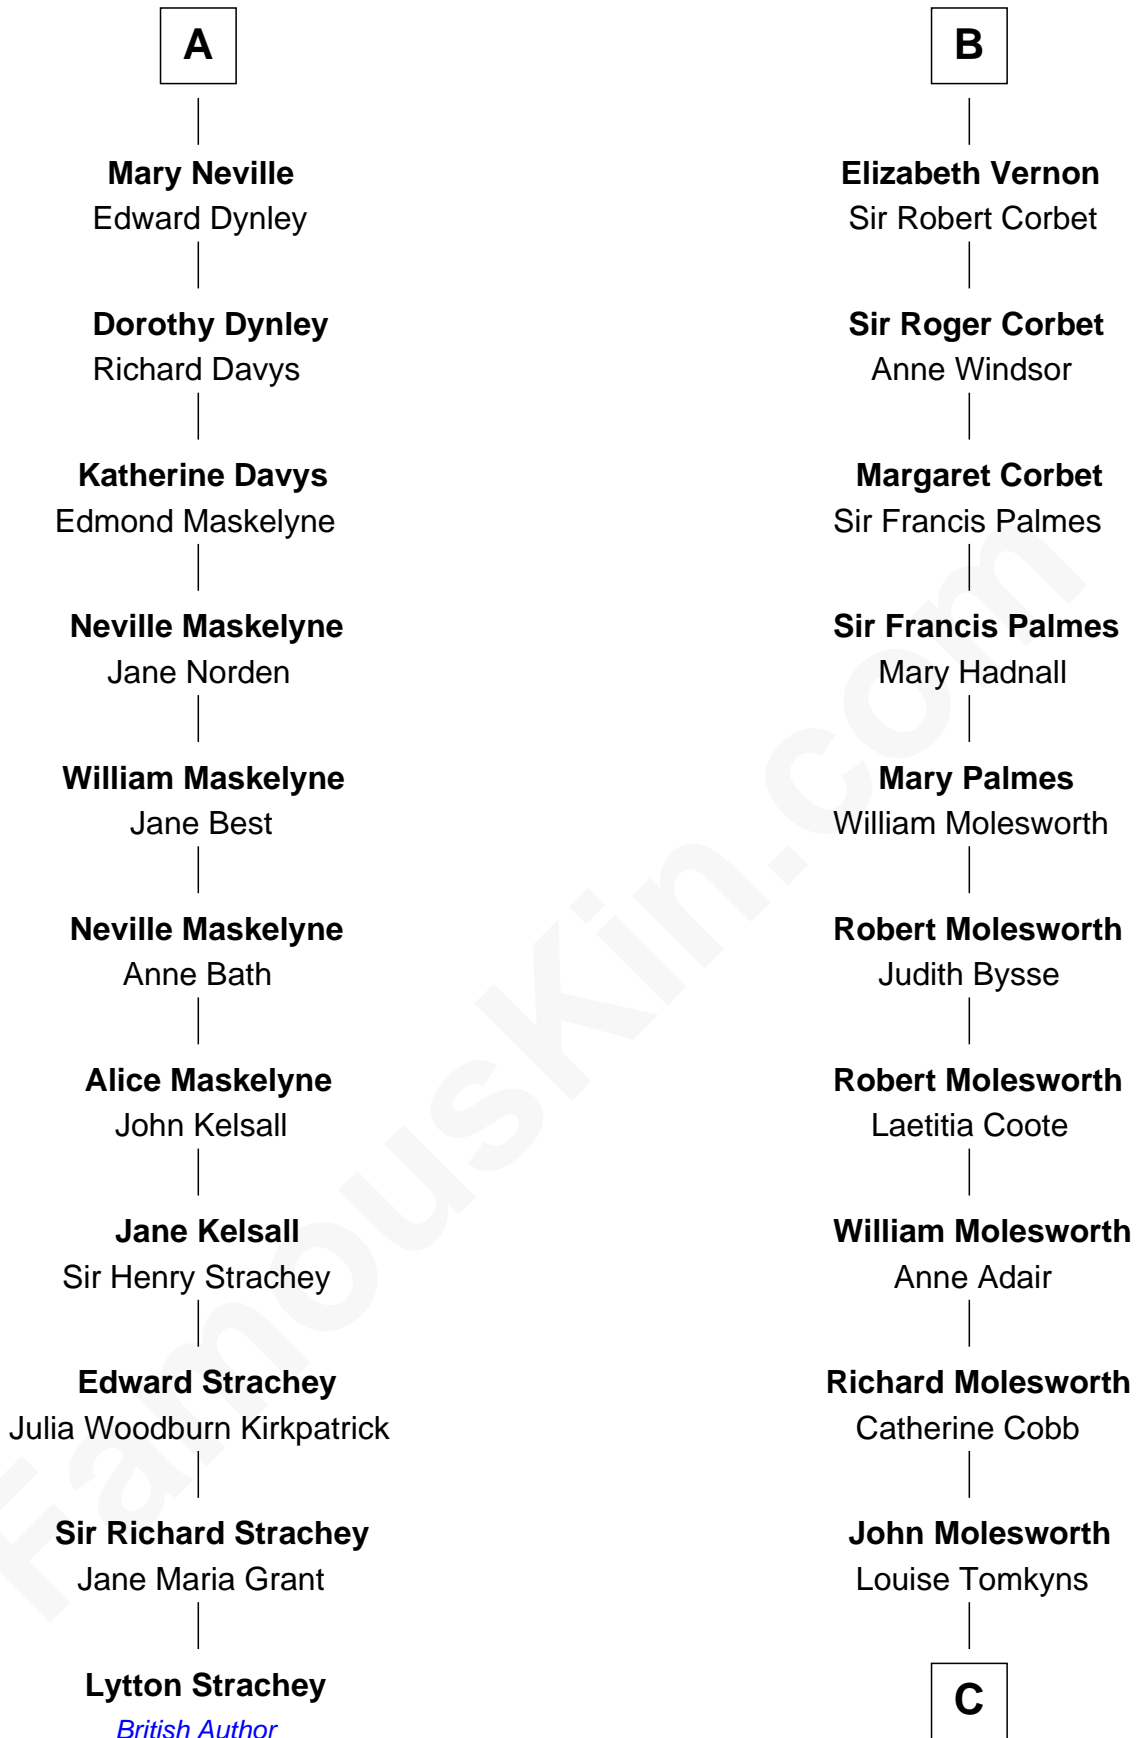 A
Mary Neville
Edward Dynley
Dorothy Dynley
Richard Davys
Katherine Davys
Edmond Maskelyne
Neville Maskelyne
Jane Norden
William Maskelyne
Jane Best
Neville Maskelyne
Anne Bath
Alice Maskelyne
John Kelsall
Jane Kelsall
Sir Henry Strachey
Edward Strachey
Julia Woodburn Kirkpatrick
Sir Richard Strachey
Jane Maria Grant
Lytton Strachey
British Author
B
Elizabeth Vernon
Sir Robert Corbet
Sir Roger Corbet
Anne Windsor
Margaret Corbet
Sir Francis Palmes
Sir Francis Palmes
Mary Hadnall
Mary Palmes
William Molesworth
Robert Molesworth
Judith Bysse
Robert Molesworth
Laetitia Coote
William Molesworth
Anne Adair
Richard Molesworth
Catherine Cobb
John Molesworth
Louise Tomkyns
C
FamousKin.com